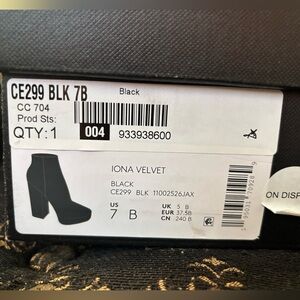 CE299 BLK 7B
Black
CC 704
Prod Sts:
QTY:1
004
933938600
IONA VELVET
BLACK
CE299 BLK 11002526JAX
US
7 B
UK 5 B
EUR 37.5B
CN 240 B
ON DISP